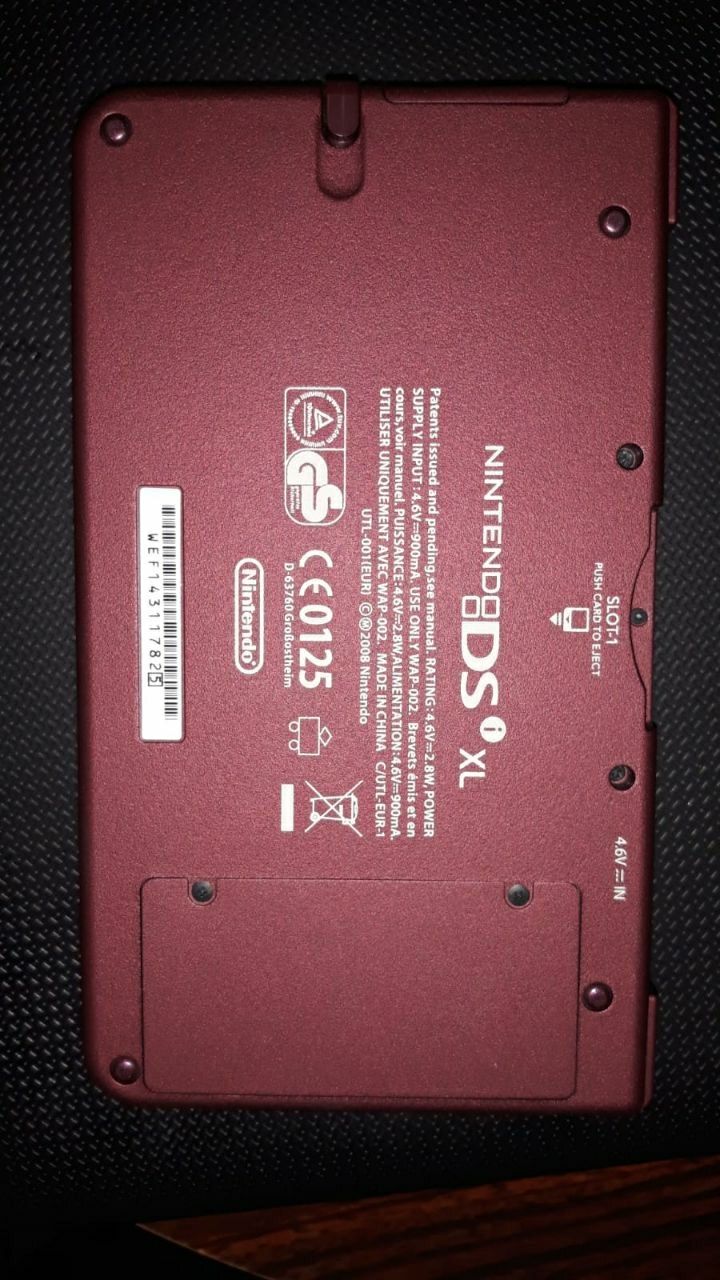 SLOT-1
PUSH CARD TO EJECT
4.6V ⎓ IN
NINTENDO DSi XL
Patents issued and pending,see manual. RATING:4.6V⎓2.8W, POWER
SUPPLY INPUT:4.6V⎓900mA. USE ONLY WAP-002. Brevets émis et en
cours,voir manuel. PUISSANCE:4.6V⎓2.8W,ALIMENTATION:4.6V⎓900mA.
UTILISER UNIQUEMENT AVEC WAP-002. MADE IN CHINA C/UTL-EUR-1
UTL-001(EUR) ©Ⓜ2008 Nintendo
GS
CE0125
D-63760 Großostheim
Nintendo®
WEF143117825